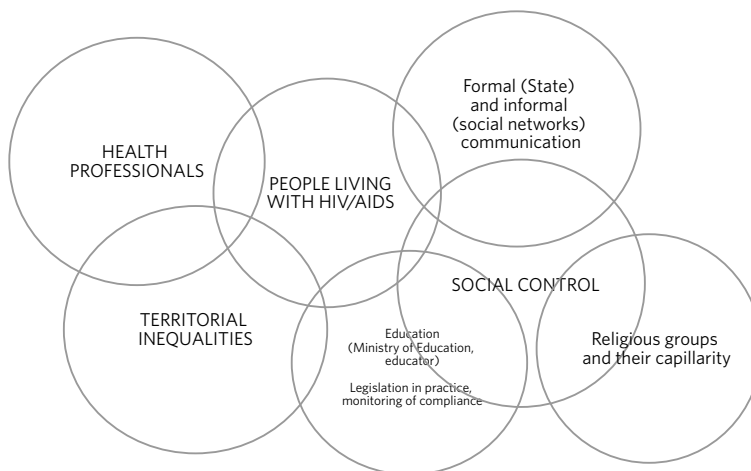 Formal (State)
and informal
(social networks)
communication
HEALTH
PROFESSIONALS
PEOPLE LIVING
WITH HIV/AIDS
SOCIAL CONTROL
TERRITORIAL
INEQUALITIES
Education
(Ministry of Education,
educator)
Legislation in practice,
monitoring of compliance
Religious groups
and their capillarity